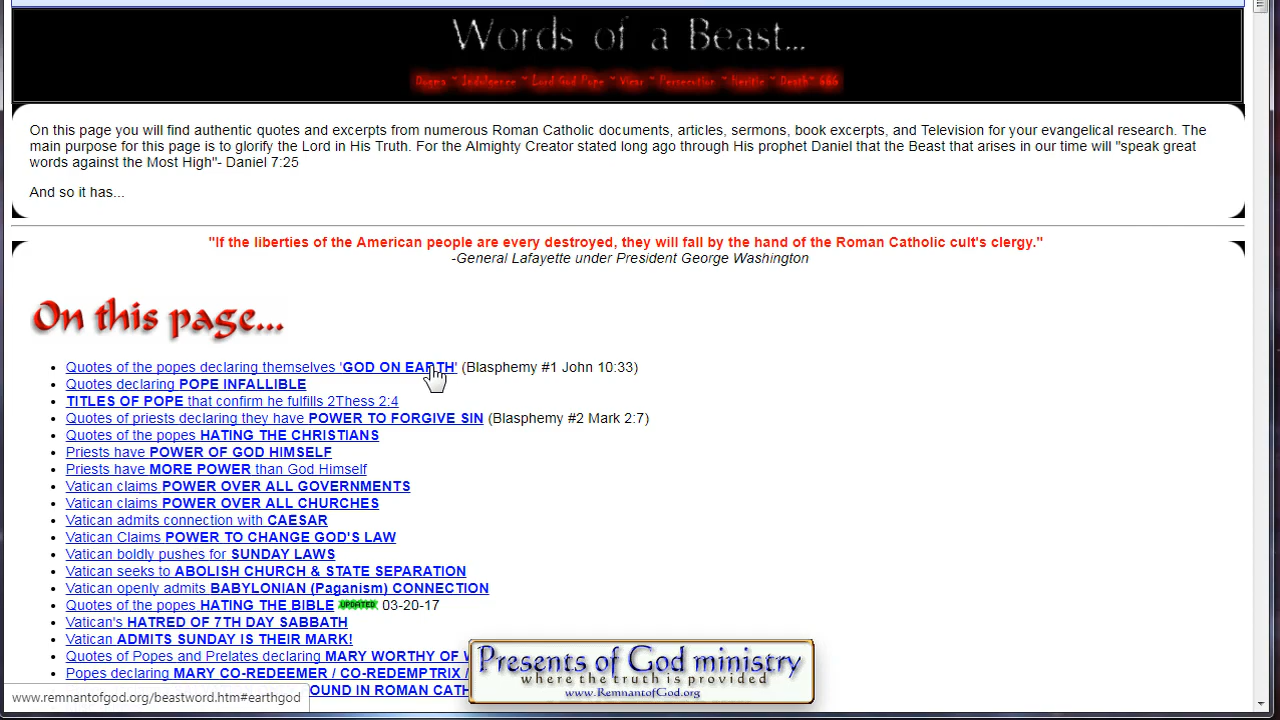 Words of a Beast...
Dogma ~ Indulgence ~ Lord God Pope ~ Vicar ~ Persecution ~ Heretic ~ Death ~ 666
On this page you will find authentic quotes and excerpts from numerous Roman Catholic documents, articles, sermons, book excerpts, and Television for your evangelical research. The
main purpose for this page is to glorify the Lord in His Truth. For the Almighty Creator stated long ago through His prophet Daniel that the Beast that arises in our time will "speak great
words against the Most High"- Daniel 7:25
And so it has...
"If the liberties of the American people are every destroyed, they will fall by the hand of the Roman Catholic cult's clergy."
-General Lafayette under President George Washington
On this page...
• Quotes of the popes declaring themselves 'GOD ON EARTH' (Blasphemy #1 John 10:33)
• Quotes declaring POPE INFALLIBLE
• TITLES OF POPE that confirm he fulfills 2Thess 2:4
• Quotes of priests declaring they have POWER TO FORGIVE SIN (Blasphemy #2 Mark 2:7)
• Quotes of the popes HATING THE CHRISTIANS
• Priests have POWER OF GOD HIMSELF
• Priests have MORE POWER than God Himself
• Vatican claims POWER OVER ALL GOVERNMENTS
• Vatican claims POWER OVER ALL CHURCHES
• Vatican admits connection with CAESAR
• Vatican Claims POWER TO CHANGE GOD'S LAW
• Vatican boldly pushes for SUNDAY LAWS
• Vatican seeks to ABOLISH CHURCH & STATE SEPARATION
• Vatican openly admits BABYLONIAN (Paganism) CONNECTION
• Quotes of the popes HATING THE BIBLE UPDATED 03-20-17
• Vatican's HATRED OF 7TH DAY SABBATH
• Vatican ADMITS SUNDAY IS THEIR MARK!
• Quotes of Popes and Prelates declaring MARY WORTHY OF
• Popes declaring MARY CO-REDEEMER / CO-REDEMPTRIX /
OUND IN ROMAN CATH
www.remnantofgod.org/beastword.htm#earthgod
Presents of God ministry
where the truth is provided
www.RemnantofGod.org